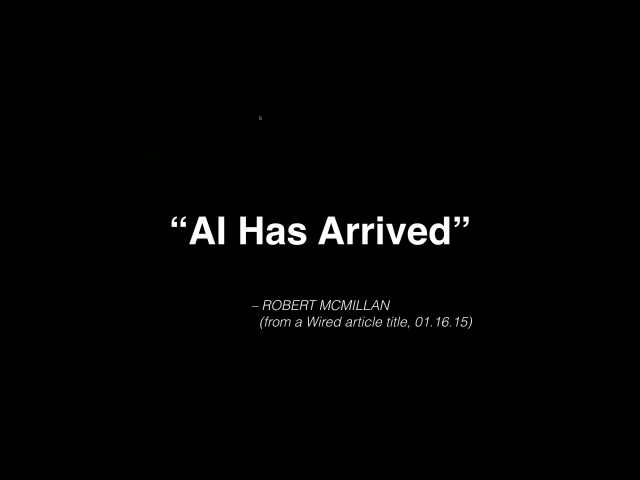 “AI Has Arrived”
– ROBERT MCMILLAN
(from a Wired article title, 01.16.15)